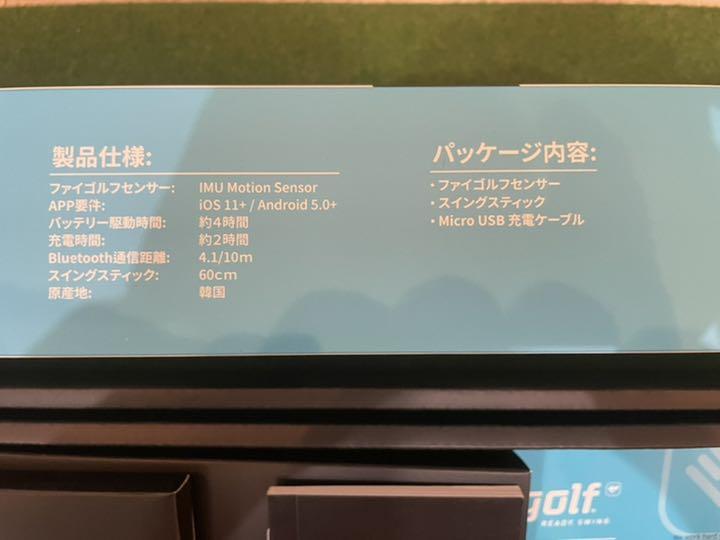 製品仕様:
ファイゴルフセンサー: IMU Motion Sensor
APP要件: iOS 11+ / Android 5.0+
バッテリー駆動時間: 約4時間
充電時間: 約2時間
Bluetooth通信距離: 4.1/10m
スイングスティック: 60cm
原産地: 韓国
パッケージ内容:
・ファイゴルフセンサー
・スイングスティック
・Micro USB 充電ケーブル
golf
READY SWING